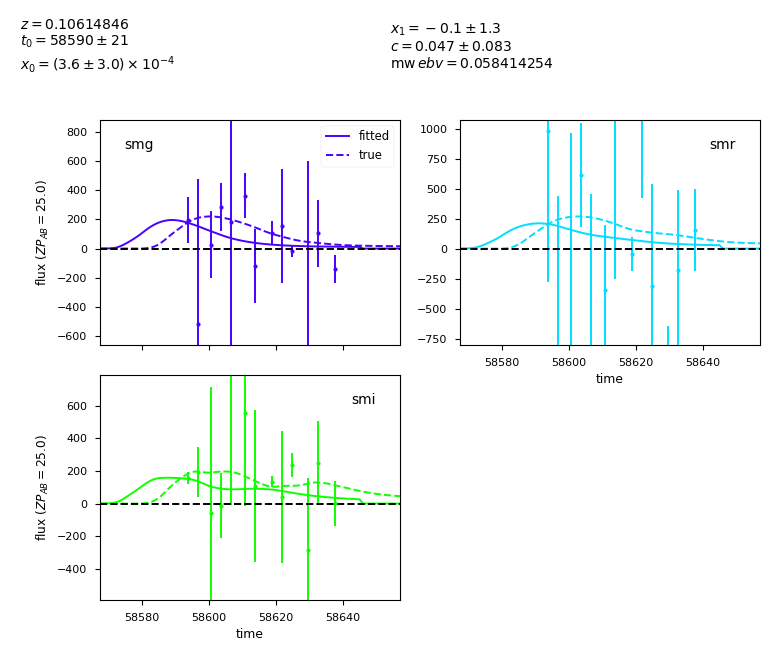 z = 0.10614846
t₀ = 58590 ± 21
x₀ = (3.6 ± 3.0) × 10⁻⁴
x₁ = −0.1 ± 1.3
c = 0.047 ± 0.083
mw ebv = 0.058414254
smg
fitted
true
800
600
400
200
0
−200
−400
−600
flux (ZP_AB = 25.0)
smr
1000
750
500
250
0
−250
−500
−750
58580 58600 58620 58640
time
smi
600
400
200
0
−200
−400
flux (ZP_AB = 25.0)
58580 58600 58620 58640
time